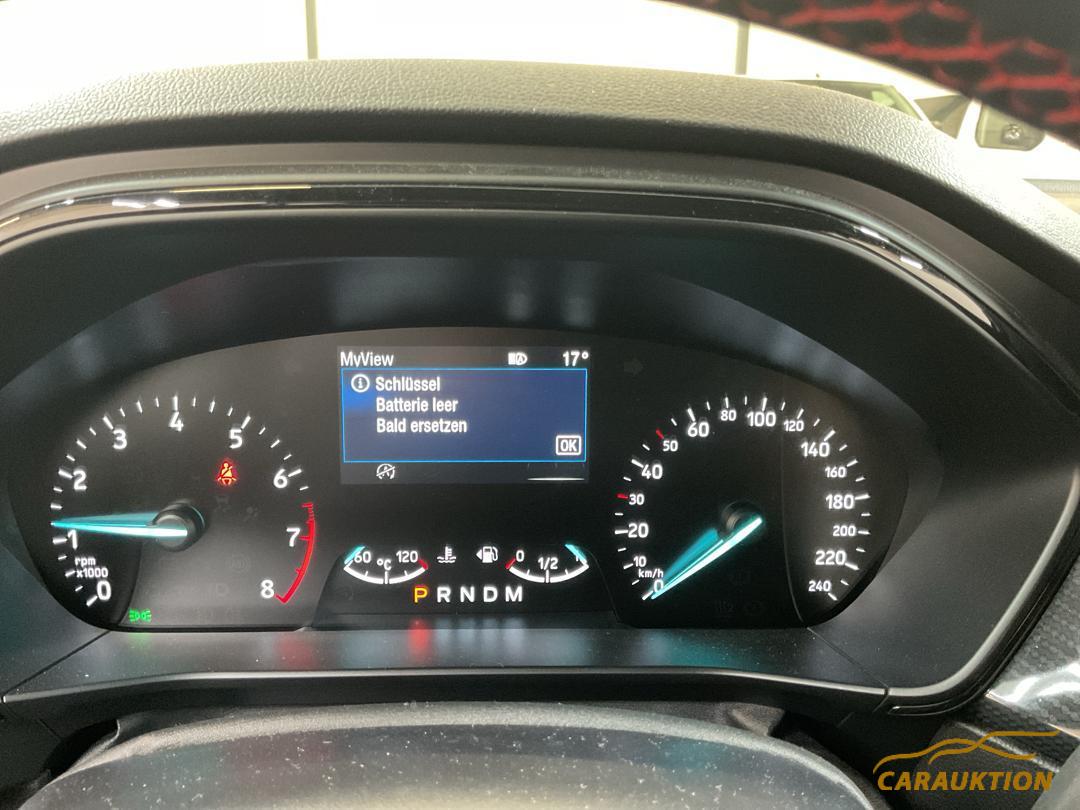 MyView 17°
Schlüssel
Batterie leer
Bald ersetzen
OK
0 1 2 3 4 5 6 7 8
rpm
x1000
60 °C 120
0 1/2 1
P R N D M
0 10 20 30 40 50 60 80 100 120 140 160 180 200 220 240
km/h
CARAUKTION